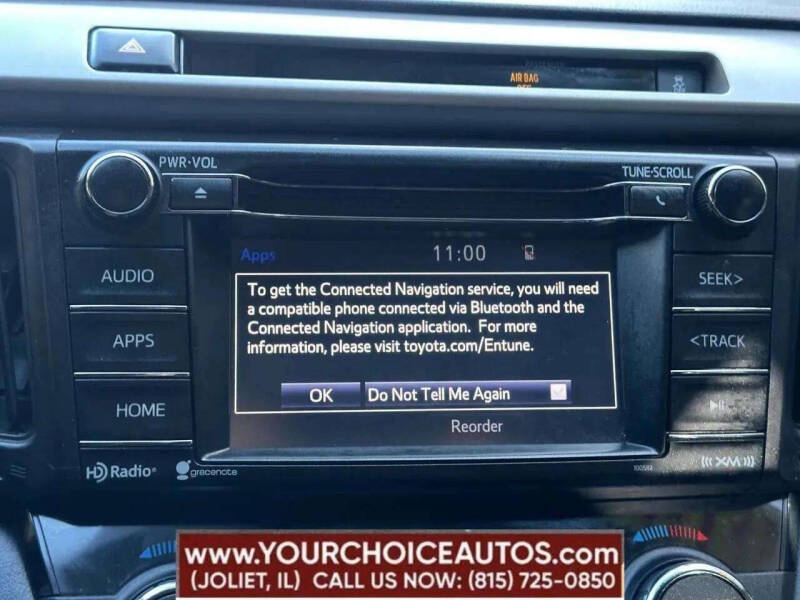 AIR BAG
OFF
PWR·VOL
TUNE·SCROLL
AUDIO
APPS
HOME
Apps
11:00
To get the Connected Navigation service, you will need
a compatible phone connected via Bluetooth and the
Connected Navigation application. For more
information, please visit toyota.com/Entune.
OK
Do Not Tell Me Again
Reorder
SEEK>
<TRACK
HD Radio®
gracenote
100588
((XM))
www.YOURCHOICEAUTOS.com
(JOLIET, IL) CALL US NOW: (815) 725-0850